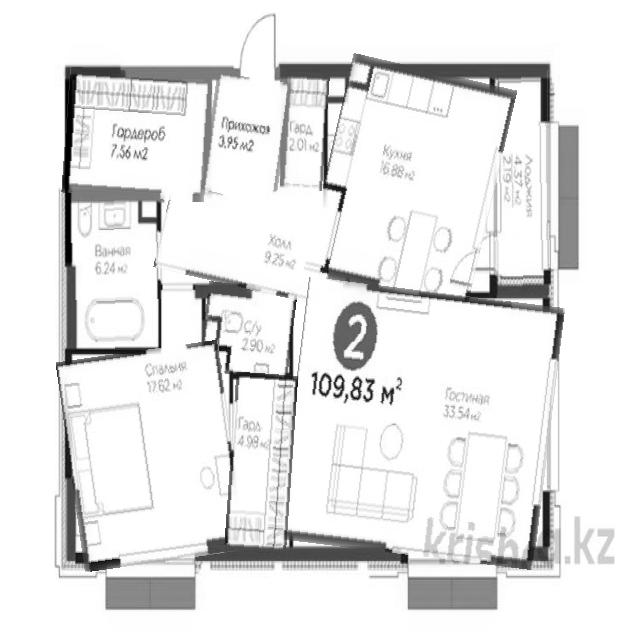 Гардероб
7.56 м2
Прихожая
3.95 м2
Гард
2.01 м2
Кухня
16.88 м2
Лоджия
4.37
2.19 м2
Холл
9.25 м2
Ванная
6.24 м2
С/у
2.90 м2
2
109,83 м²
Спальня
17.62 м2
Гард
4.98 м2
Гостиная
33.54 м2
krisha.kz